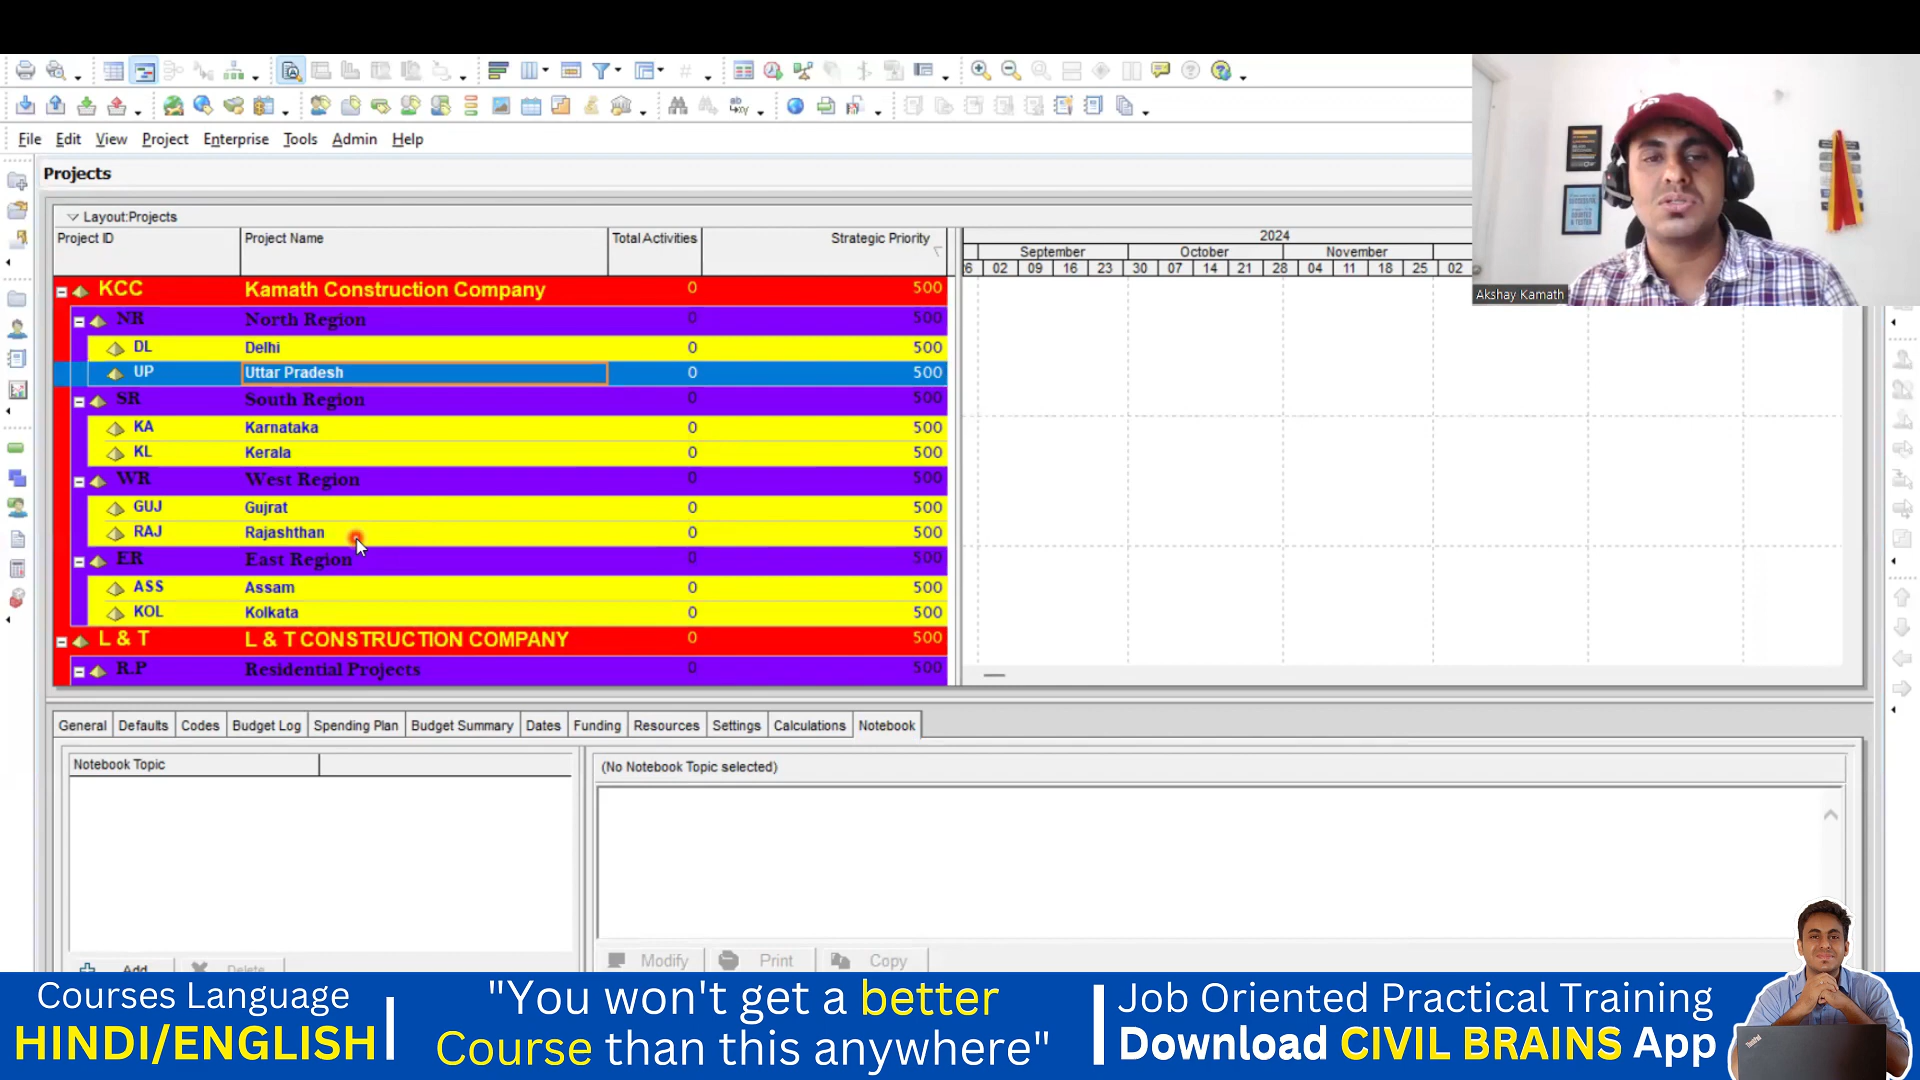 File Edit View Project Enterprise Tools Admin Help
Projects
Layout:Projects
Project ID Project Name Total Activities Strategic Priority
2024
September October November
02 09 16 23 30 07 14 21 28 04 11 18 25 02
Akshay Kamath
KCC Kamath Construction Company 0 500
NR North Region 0 500
DL Delhi 0 500
UP Uttar Pradesh 0 500
SR South Region 0 500
KA Karnataka 0 500
KL Kerala 0 500
WR West Region 0 500
GUJ Gujrat 0 500
RAJ Rajashthan 0 500
ER East Region 0 500
ASS Assam 0 500
KOL Kolkata 0 500
L & T L & T CONSTRUCTION COMPANY 0 500
R.P Residential Projects 0 500
General Defaults Codes Budget Log Spending Plan Budget Summary Dates Funding Resources Settings Calculations Notebook
Notebook Topic
(No Notebook Topic selected)
Add Delete
Modify Print Copy
Courses Language
HINDI/ENGLISH
"You won't get a better
Course than this anywhere"
Job Oriented Practical Training
Download CIVIL BRAINS App